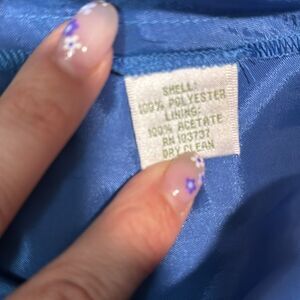 SHELL:
100% POLYESTER
LINING:
100% ACETATE
RN 103737
DRY CLEAN